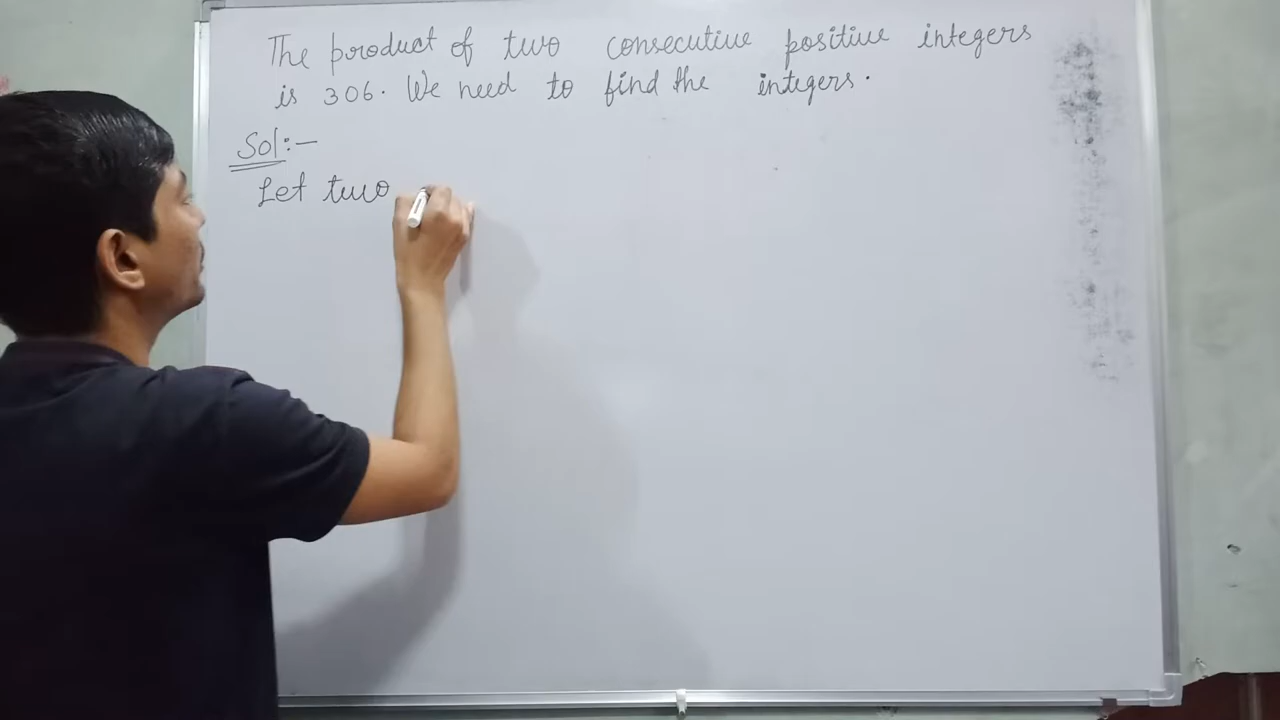 The product of two consecutive positive integers
is 306. We need to find the integers.
Sol:-
Let two